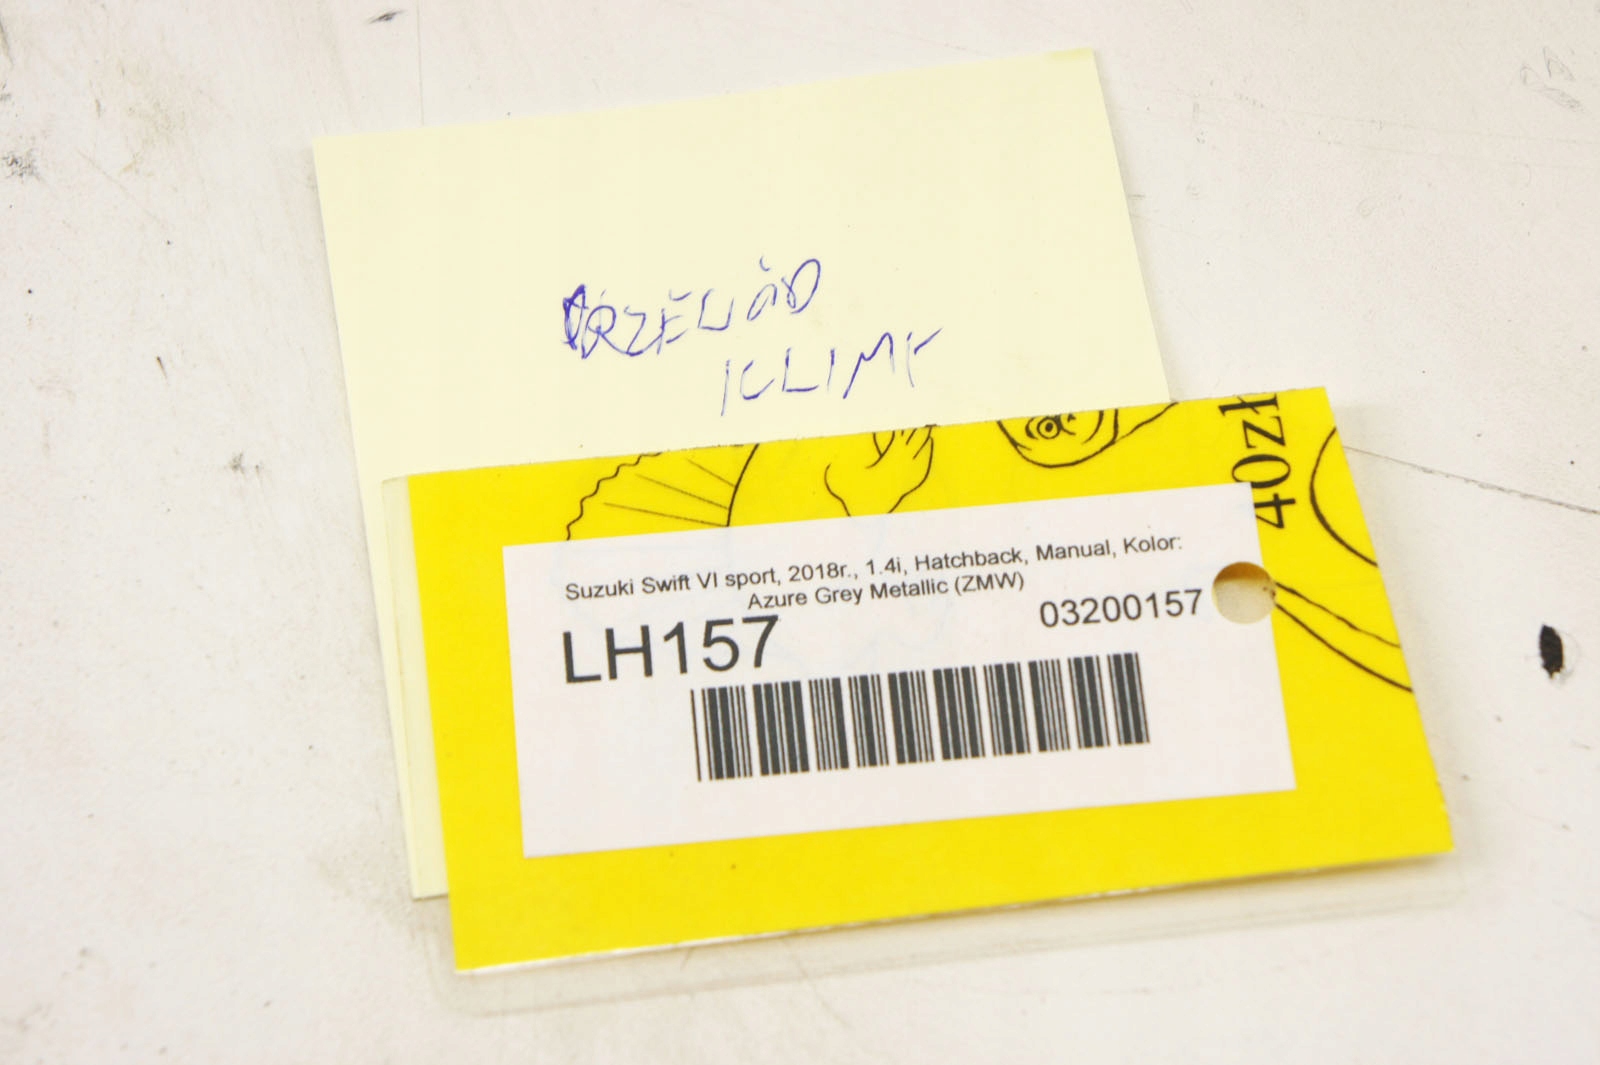 PRZEWÓD
KLIMY
40zł
Suzuki Swift VI sport, 2018r., 1.4i, Hatchback, Manual, Kolor:
Azure Grey Metallic (ZMW)
LH157
03200157